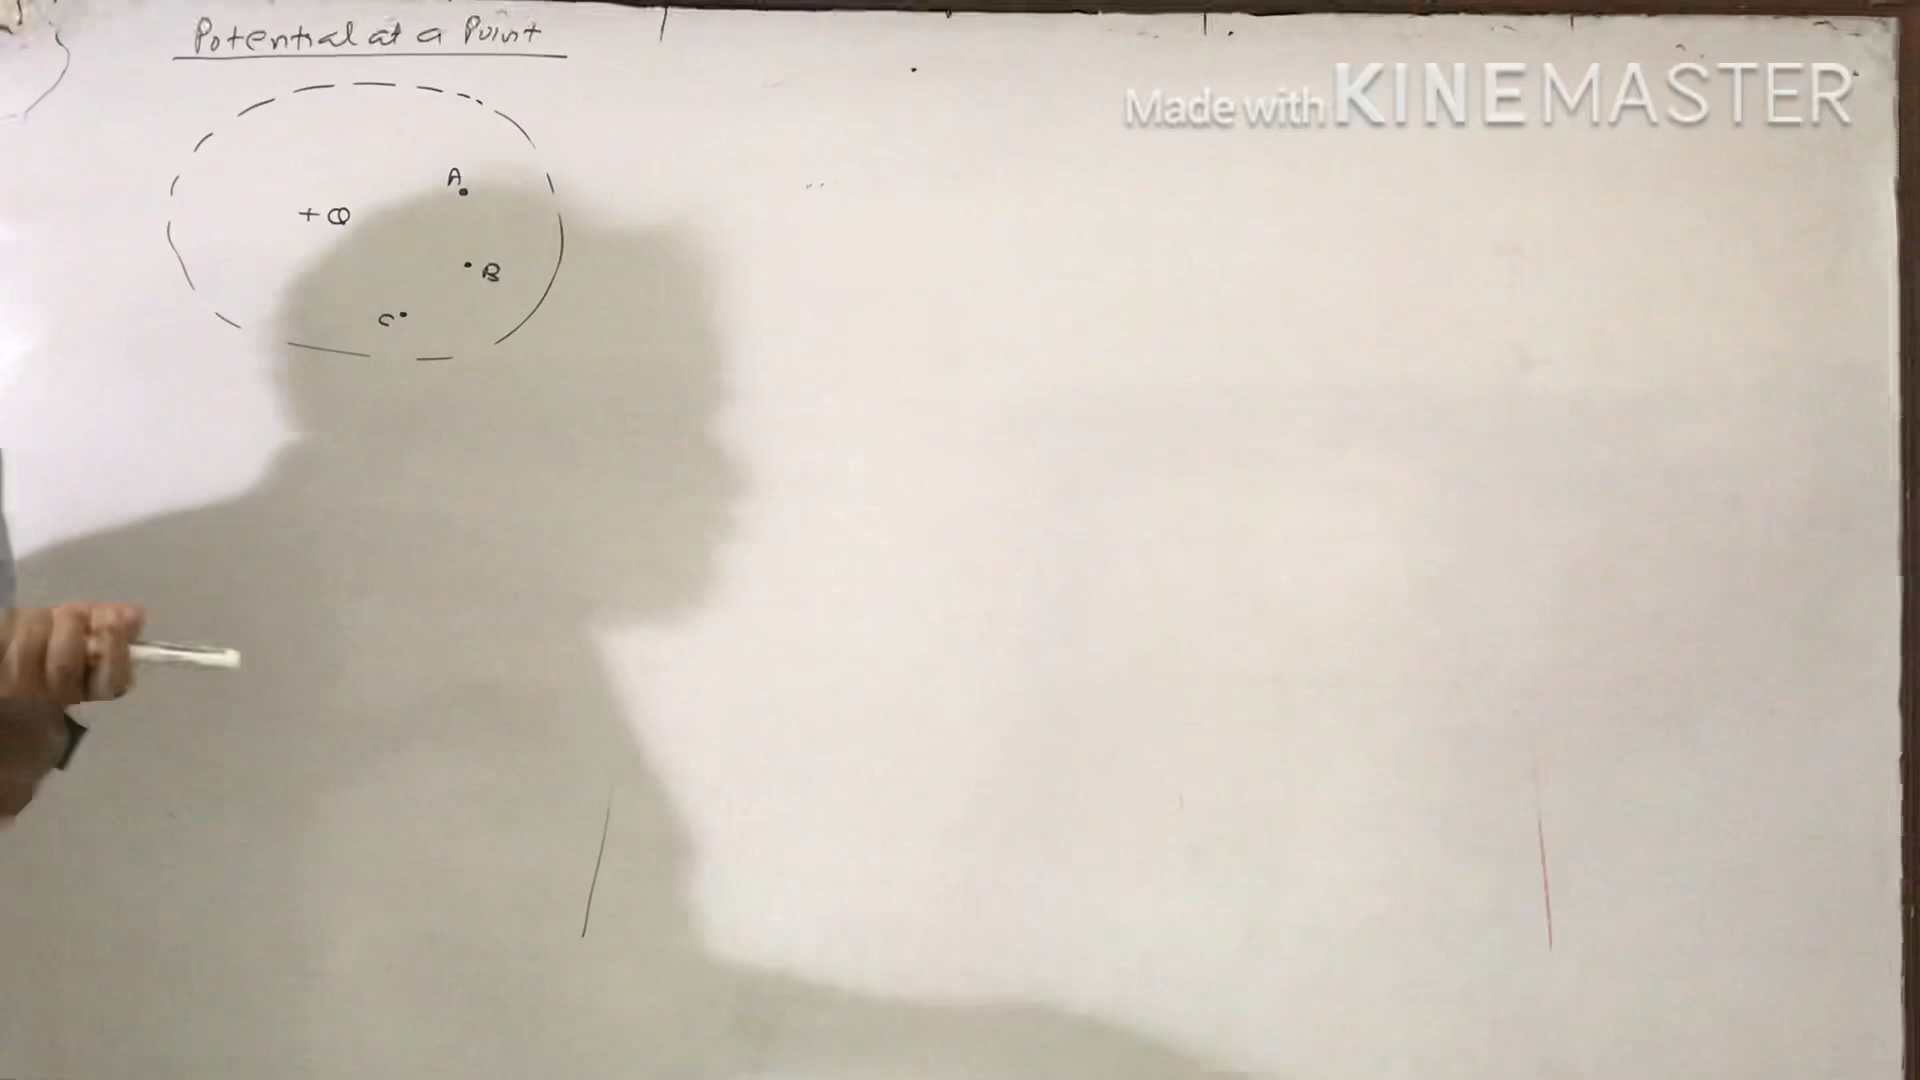 Potential at a Point
Made with KINEMASTER
A
+ Q
B
C